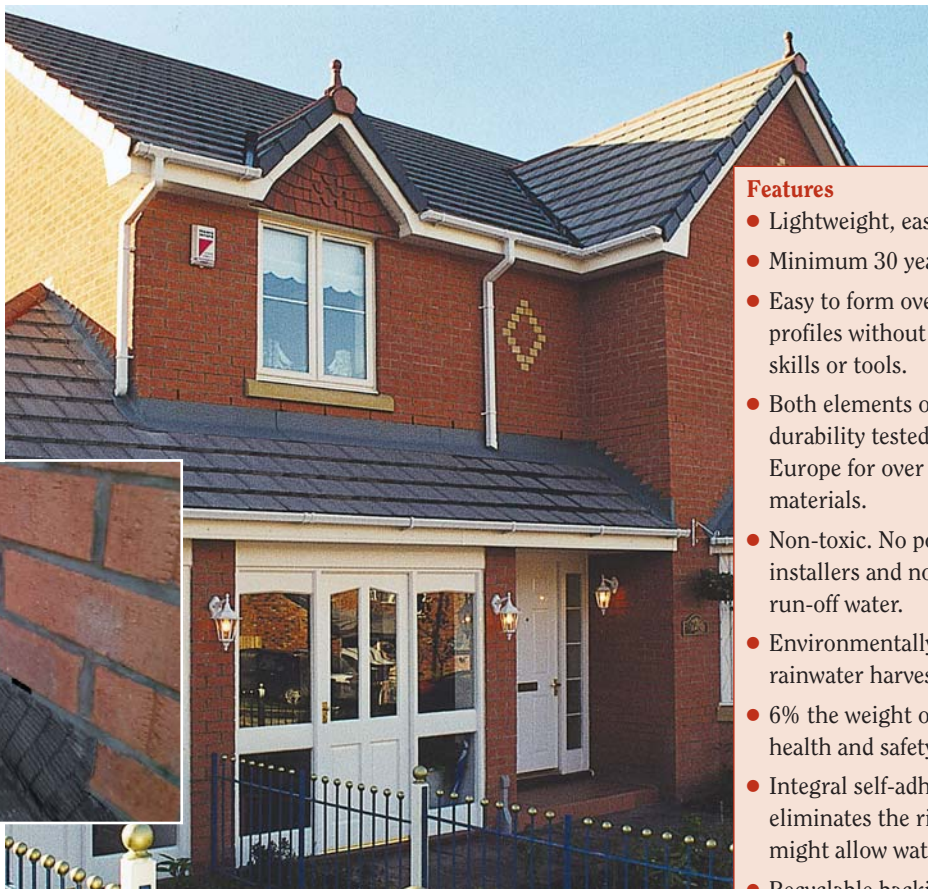 Features
● Lightweight, eas
● Minimum 30 yea
● Easy to form ove
profiles without
skills or tools.
● Both elements o
durability tested
Europe for over
materials.
● Non-toxic. No po
installers and no
run-off water.
● Environmentally
rainwater harves
● 6% the weight o
health and safety
● Integral self-adh
eliminates the ri
might allow wat
● Recyclable backi